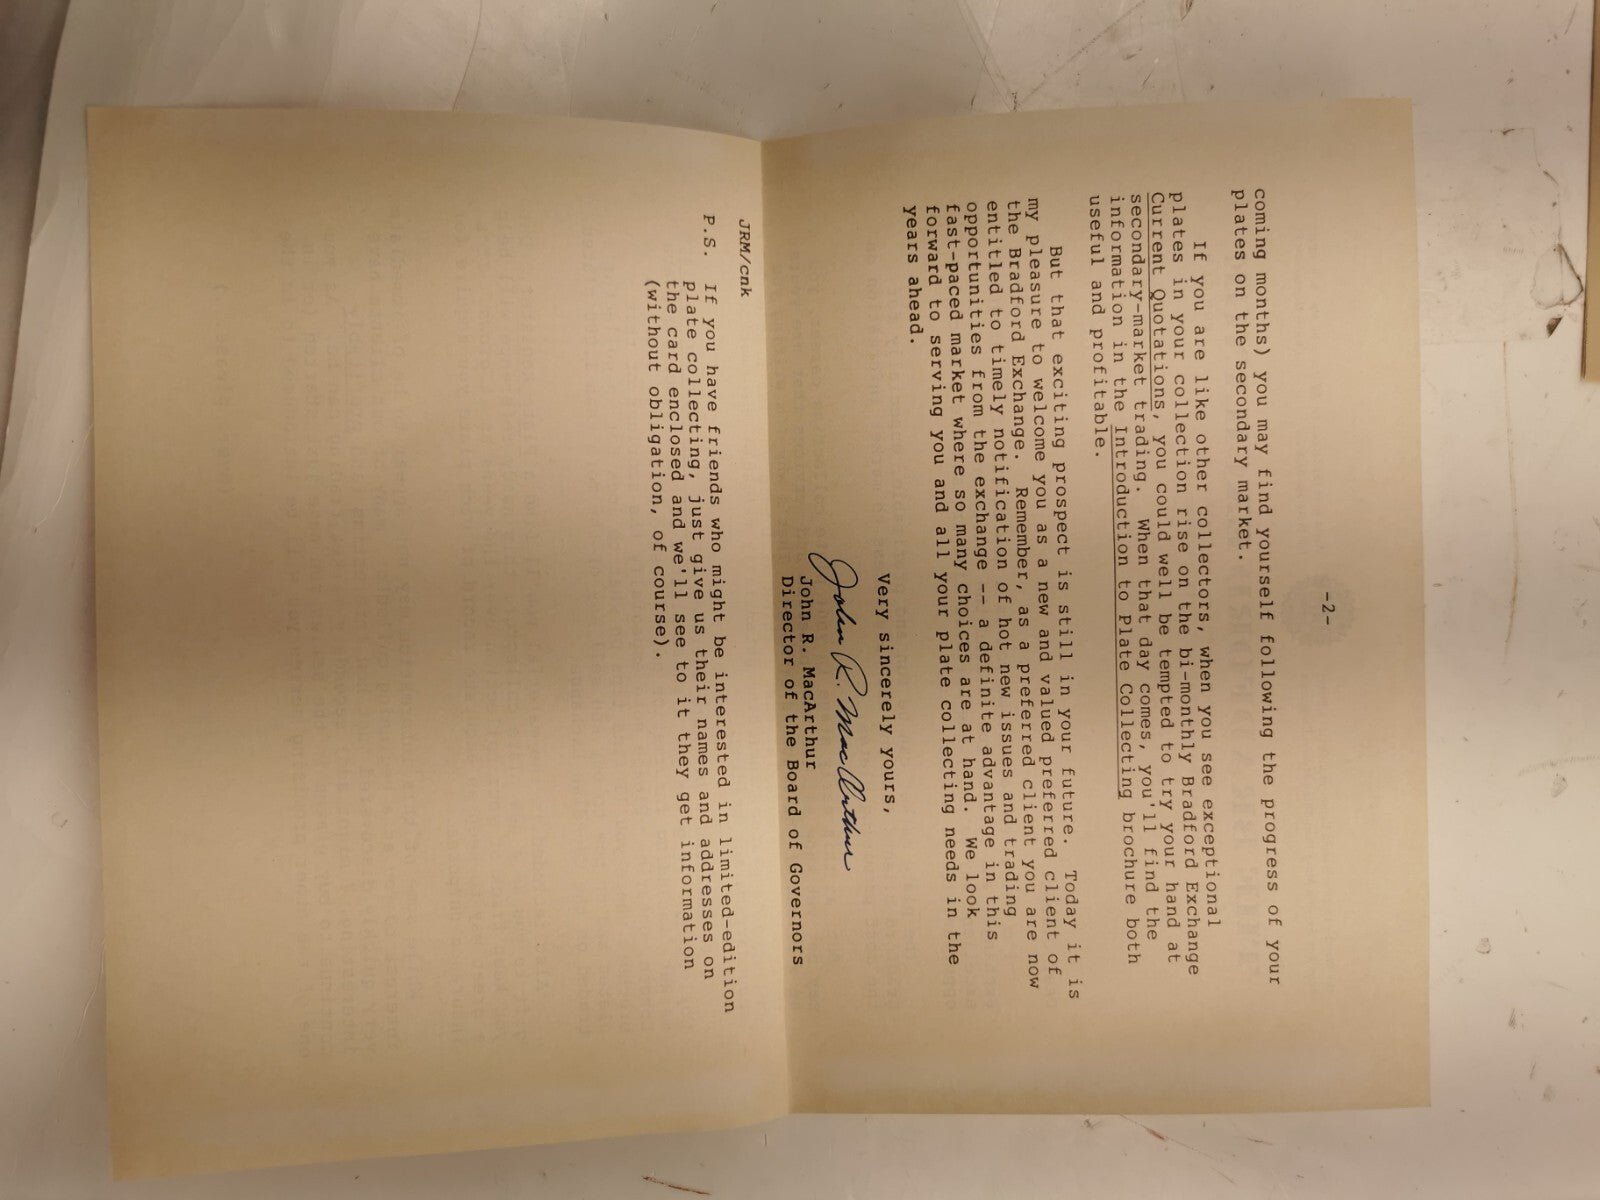 -2-
coming months) you may find yourself following the progress of your
plates on the secondary market.
If you are like other collectors, when you see exceptional
plates in your collection rise on the bi-monthly Bradford Exchange
Current Quotations, you could well be tempted to try your hand at
secondary-market trading. When that day comes, you'll find the
information in the Introduction to Plate Collecting brochure both
useful and profitable.
But that exciting prospect is still in your future. Today it is
my pleasure to welcome you as a new and valued preferred client of
the Bradford Exchange. Remember, as a preferred client you are now
entitled to timely notification of hot new issues and trading
opportunities from the exchange -- a definite advantage in this
fast-paced market where so many choices are at hand. We look
forward to serving you and all your plate collecting needs in the
years ahead.
Very sincerely yours,
John R. MacArthur
John R. MacArthur
Director of the Board of Governors
JRM/cnk
P.S. If you have friends who might be interested in limited-edition
plate collecting, just give us their names and addresses on
the card enclosed and we'll see to it they get information
(without obligation, of course).